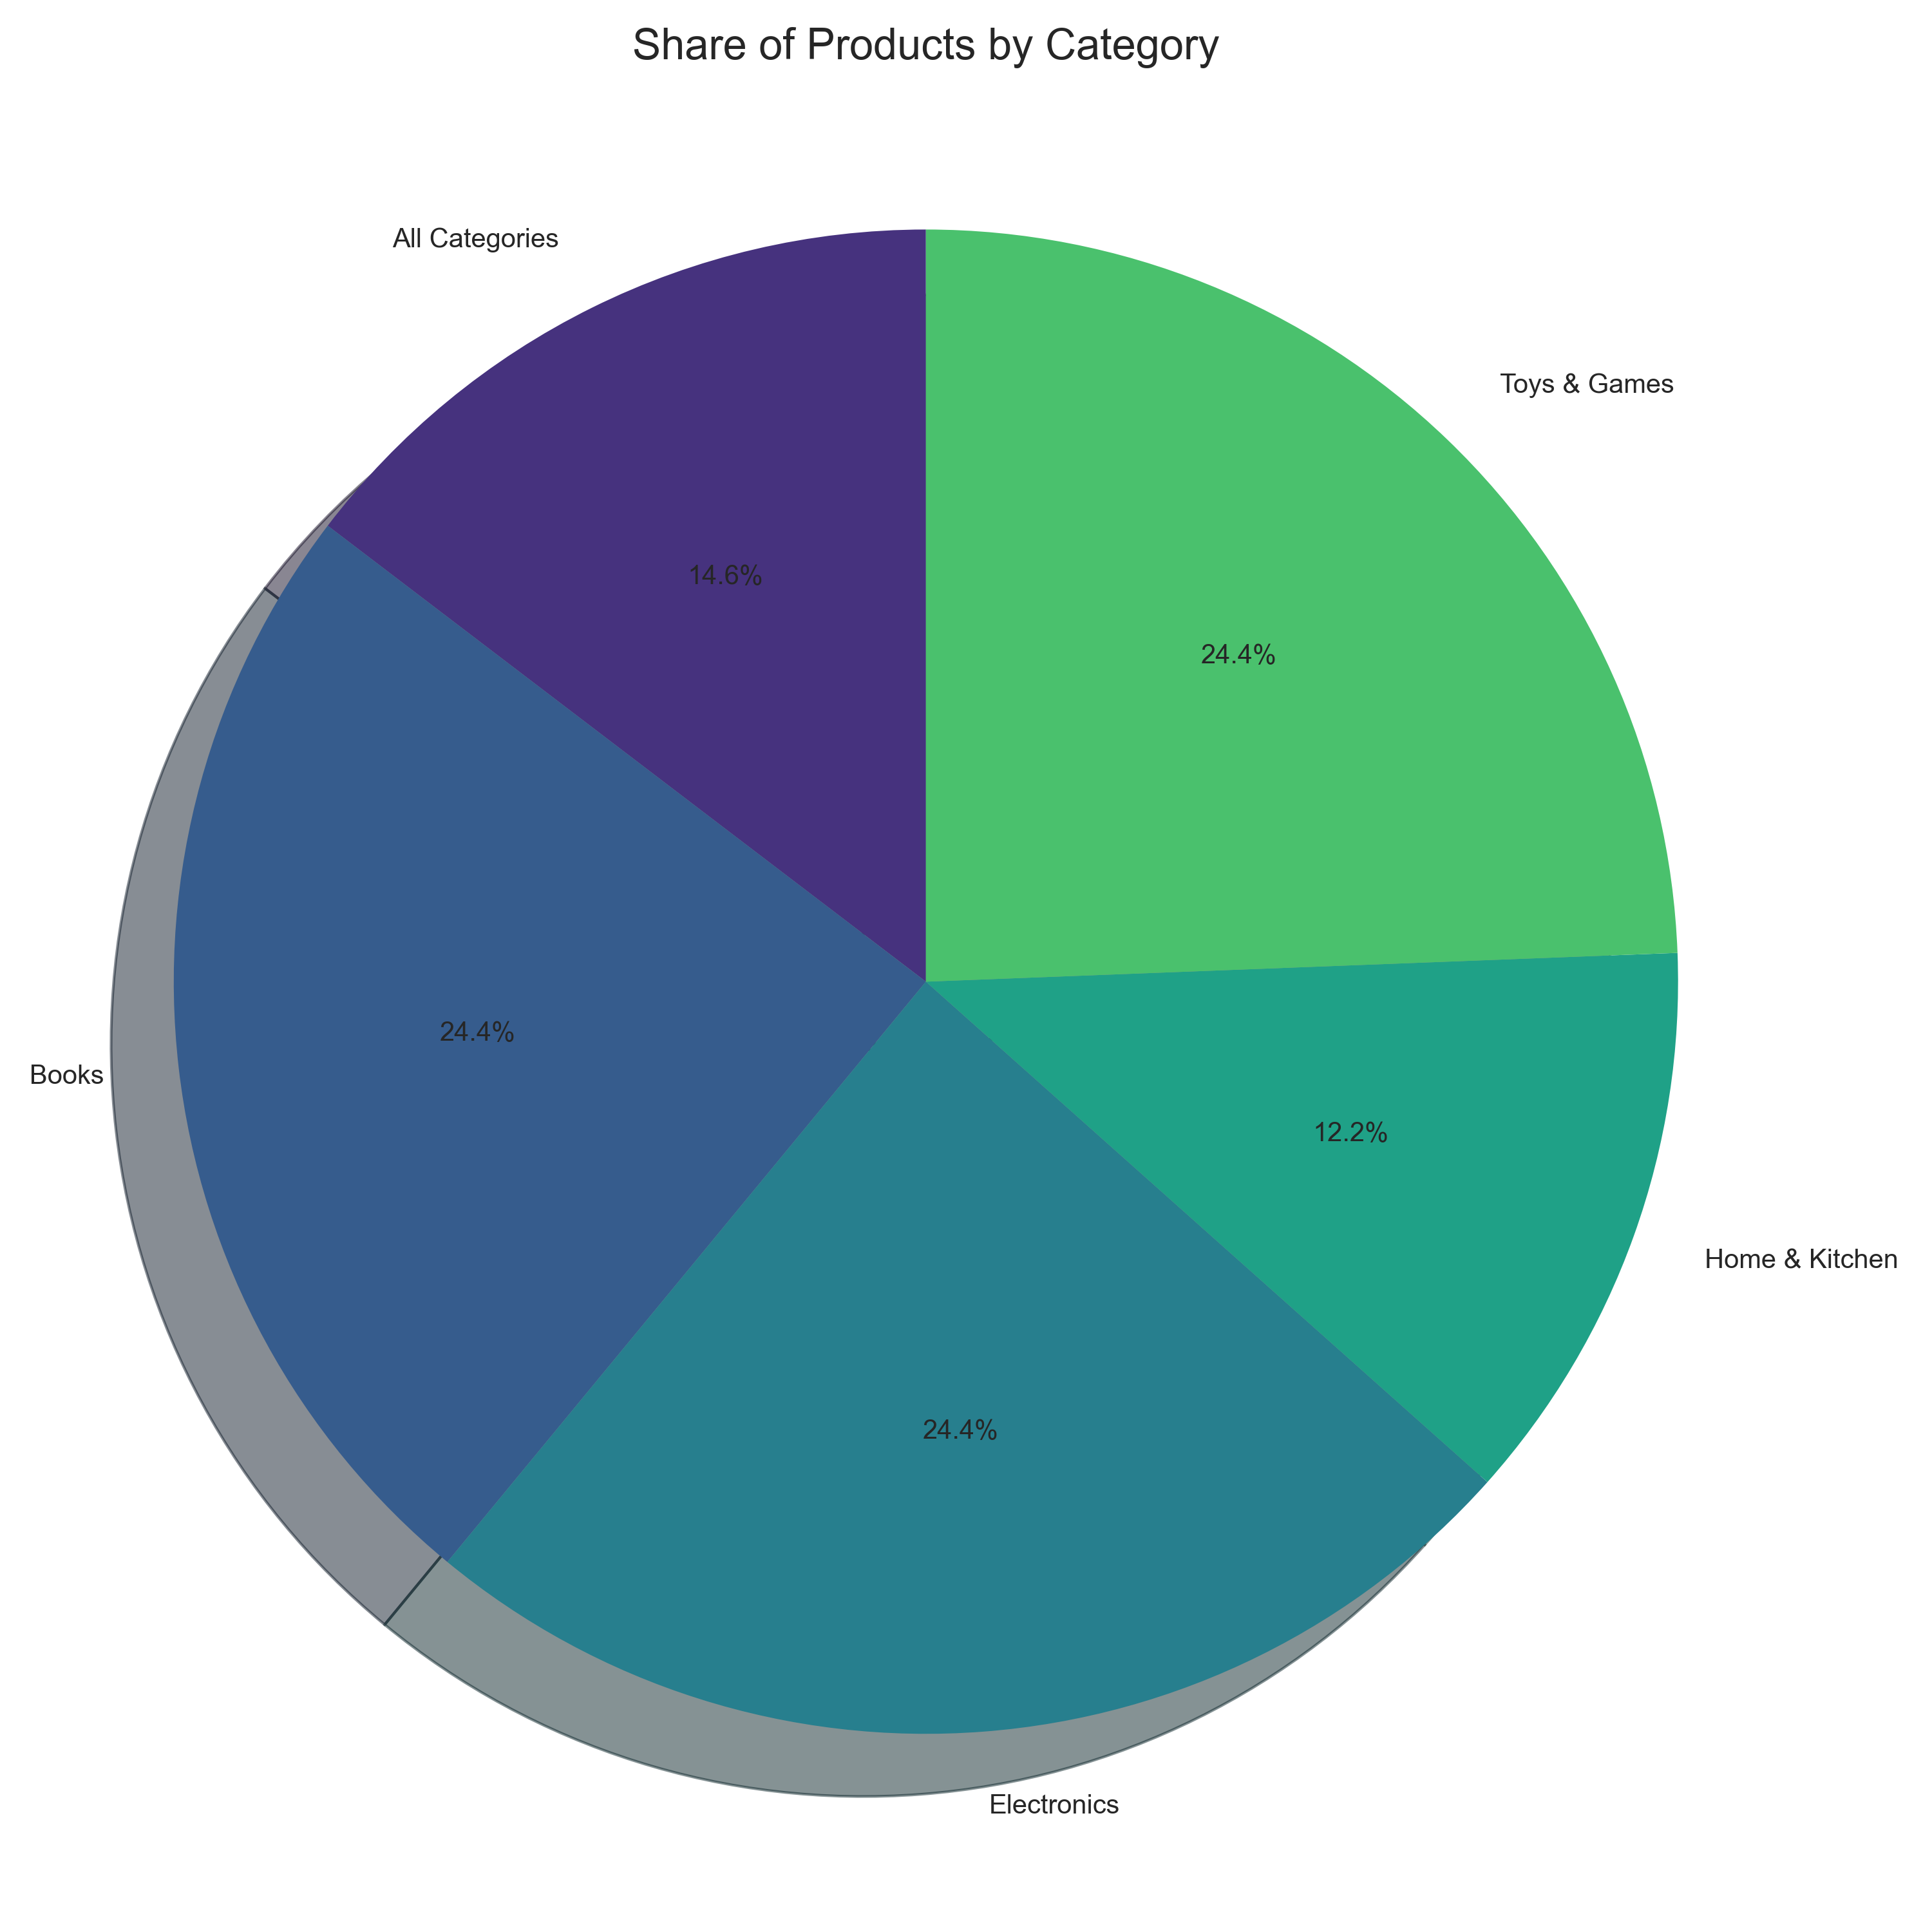 Share of Products by Category
All Categories
Toys & Games
14.6%
24.4%
24.4%
Books
12.2%
Home & Kitchen
24.4%
Electronics